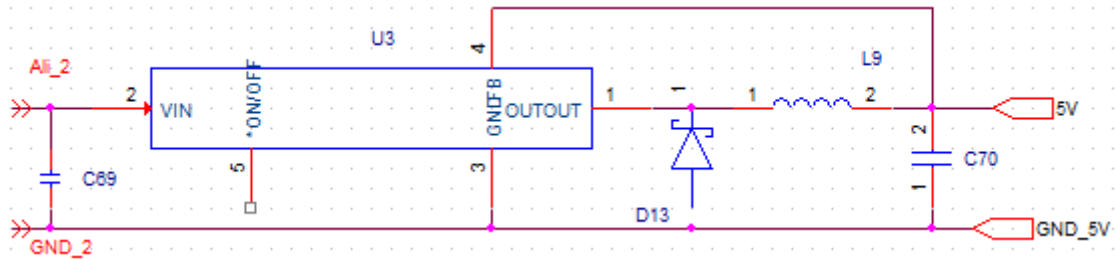 U3
4
L9
Ali_2
2
VIN
*ON/OFF
GND
FB
OUTOUT
1
1
1
2
5V
2
C70
1
C69
5
3
D13
GND_2
GND_5V